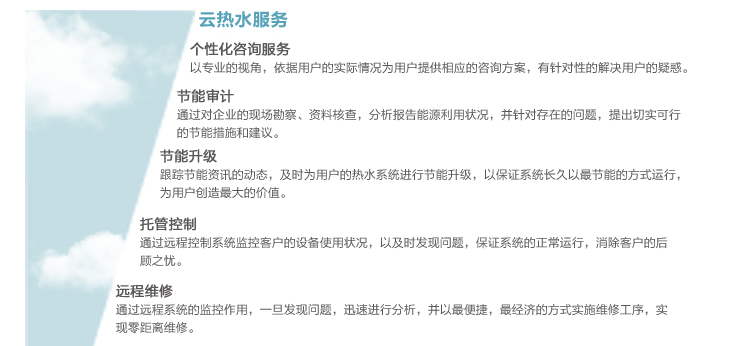 云热水服务
个性化咨询服务
以专业的视角，依据用户的实际情况为用户提供相应的咨询方案，有针对性的解决用户的疑惑。
节能审计
通过对企业的现场勘察、资料核查，分析报告能源利用状况，并针对存在的问题，提出切实可行
的节能措施和建议。
节能升级
跟踪节能资讯的动态，及时为用户的热水系统进行节能升级，以保证系统长久以最节能的方式运行，
为用户创造最大的价值。
托管控制
通过远程控制系统监控客户的设备使用状况，以及时发现问题，保证系统的正常运行，消除客户的后
顾之忧。
远程维修
通过远程系统的监控作用，一旦发现问题，迅速进行分析，并以最便捷，最经济的方式实施维修工序，实
现零距离维修。